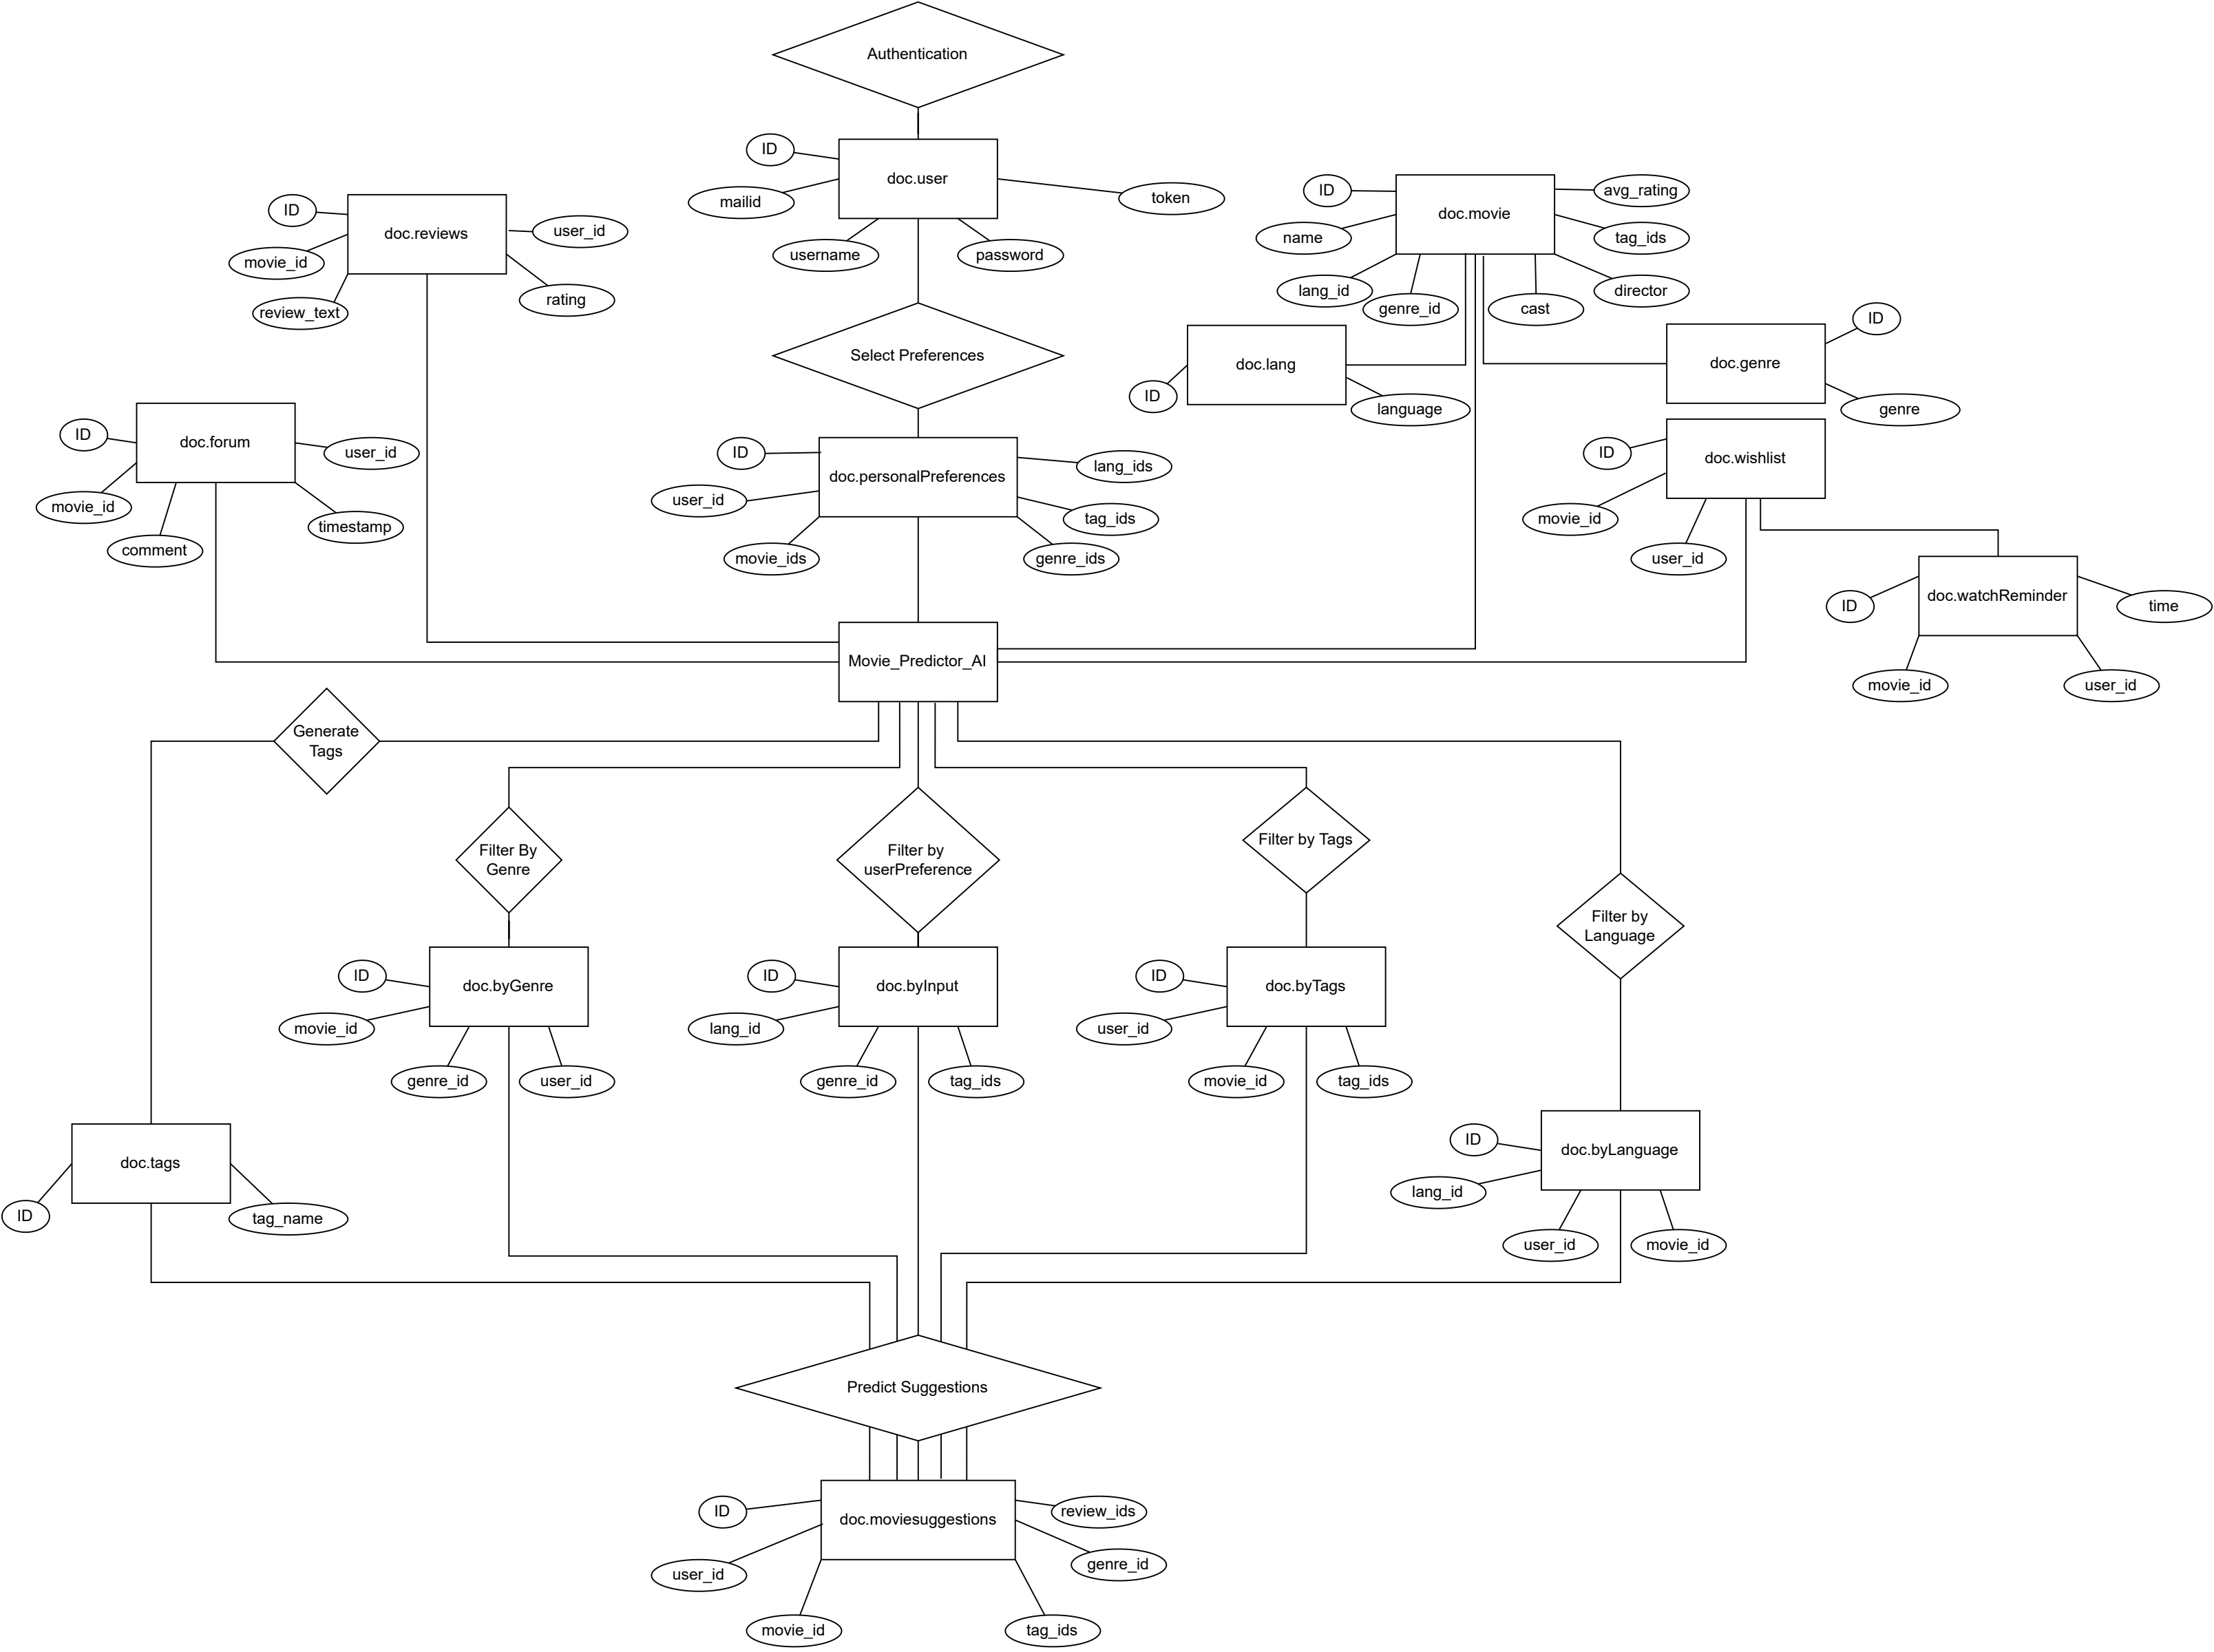 Authentication
ID
doc.user
mailid
token
username
password
ID
doc.reviews
user_id
movie_id
review_text
rating
ID
doc.movie
avg_rating
name
tag_ids
lang_id
genre_id
cast
director
Select Preferences
doc.lang
ID
language
doc.genre
ID
genre
ID
doc.forum
user_id
movie_id
comment
timestamp
ID
doc.personalPreferences
lang_ids
user_id
tag_ids
movie_ids
genre_ids
ID
doc.wishlist
movie_id
user_id
ID
doc.watchReminder
time
movie_id
user_id
Movie_Predictor_AI
Generate
Tags
Filter By
Genre
Filter by
userPreference
Filter by Tags
Filter by
Language
ID
doc.byGenre
movie_id
genre_id
user_id
ID
doc.byInput
lang_id
genre_id
tag_ids
ID
doc.byTags
user_id
movie_id
tag_ids
ID
doc.byLanguage
lang_id
user_id
movie_id
doc.tags
ID
tag_name
Predict Suggestions
ID
doc.moviesuggestions
review_ids
user_id
genre_id
movie_id
tag_ids